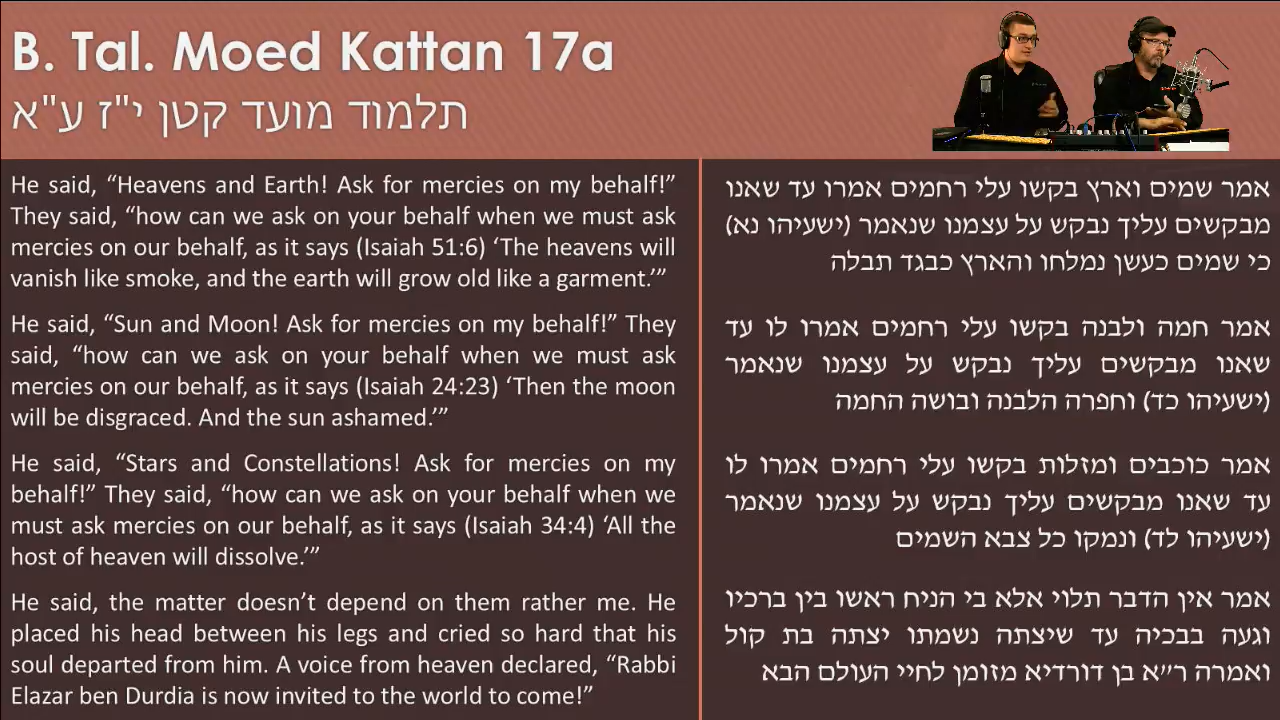 B. Tal. Moed Kattan 17a
תלמוד מועד קטן י"ז ע"א
He said, “Heavens and Earth! Ask for mercies on my behalf!”
They said, “how can we ask on your behalf when we must ask
mercies on our behalf, as it says (Isaiah 51:6) ‘The heavens will
vanish like smoke, and the earth will grow old like a garment.’”
He said, “Sun and Moon! Ask for mercies on my behalf!” They
said, “how can we ask on your behalf when we must ask
mercies on our behalf, as it says (Isaiah 24:23) ‘Then the moon
will be disgraced. And the sun ashamed.’”
He said, “Stars and Constellations! Ask for mercies on my
behalf!” They said, “how can we ask on your behalf when we
must ask mercies on our behalf, as it says (Isaiah 34:4) ‘All the
host of heaven will dissolve.’”
He said, the matter doesn’t depend on them rather me. He
placed his head between his legs and cried so hard that his
soul departed from him. A voice from heaven declared, “Rabbi
Elazar ben Durdia is now invited to the world to come!”
אמר שמים וארץ בקשו עלי רחמים אמרו עד שאנו
מבקשים עליך נבקש על עצמנו שנאמר (ישעיהו נא)
כי שמים כעשן נמלחו והארץ כבגד תבלה
אמר חמה ולבנה בקשו עלי רחמים אמרו לו עד
שאנו מבקשים עליך נבקש על עצמנו שנאמר
(ישעיהו כד) וחפרה הלבנה ובושה החמה
אמר כוכבים ומזלות בקשו עלי רחמים אמרו לו
עד שאנו מבקשים עליך נבקש על עצמנו שנאמר
(ישעיהו לד) ונמקו כל צבא השמים
אמר אין הדבר תלוי אלא בי הניח ראשו בין ברכיו
וגעה בבכיה עד שיצתה נשמתו יצתה בת קול
ואמרה ר״א בן דורדיא מזומן לחיי העולם הבא